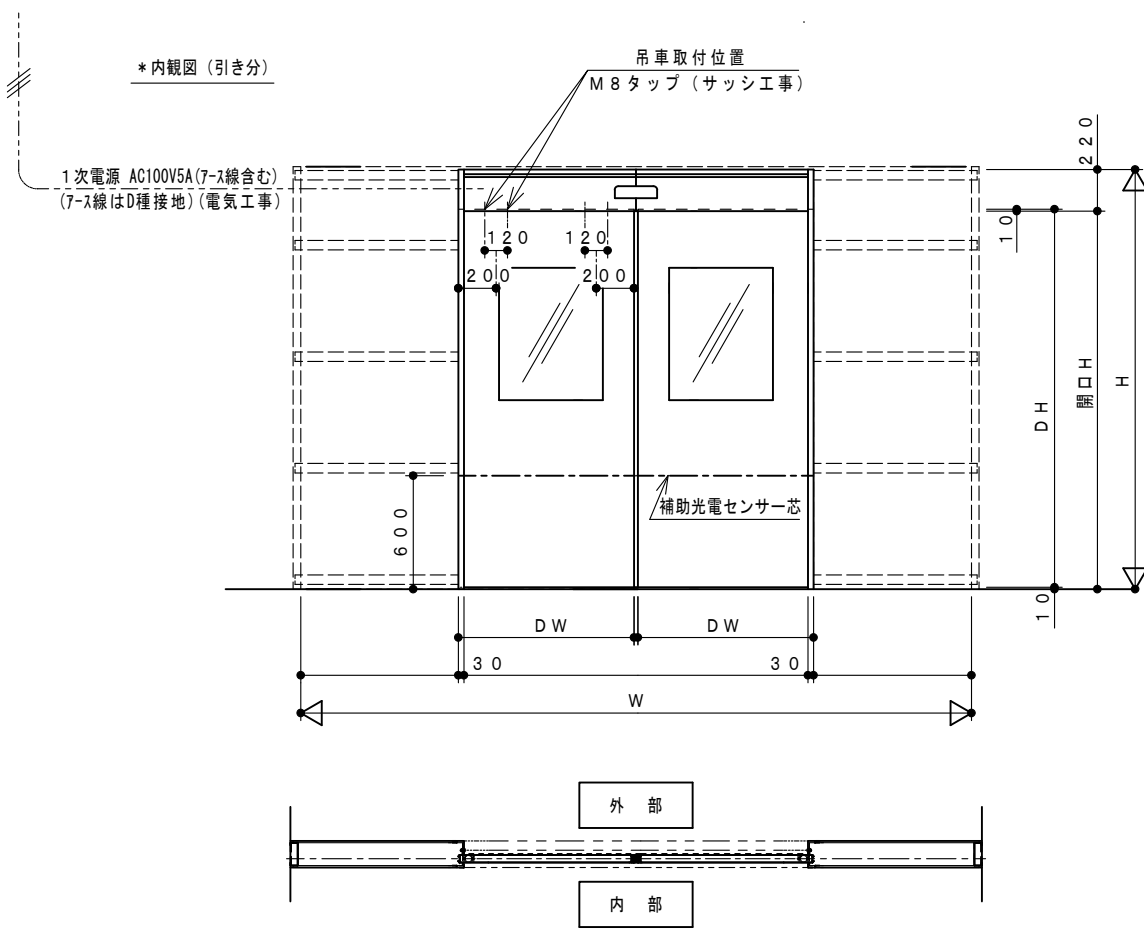 *内観図（引き分）
吊車取付位置
M8タップ（サッシ工事）
1次電源 AC100V5A(ｱｰｽ線含む)
(ｱｰｽ線はD種接地)(電気工事)
220
10
120
120
200
200
DH
開口H
H
補助光電センサー芯
600
10
DW
DW
30
30
W
外 部
内 部